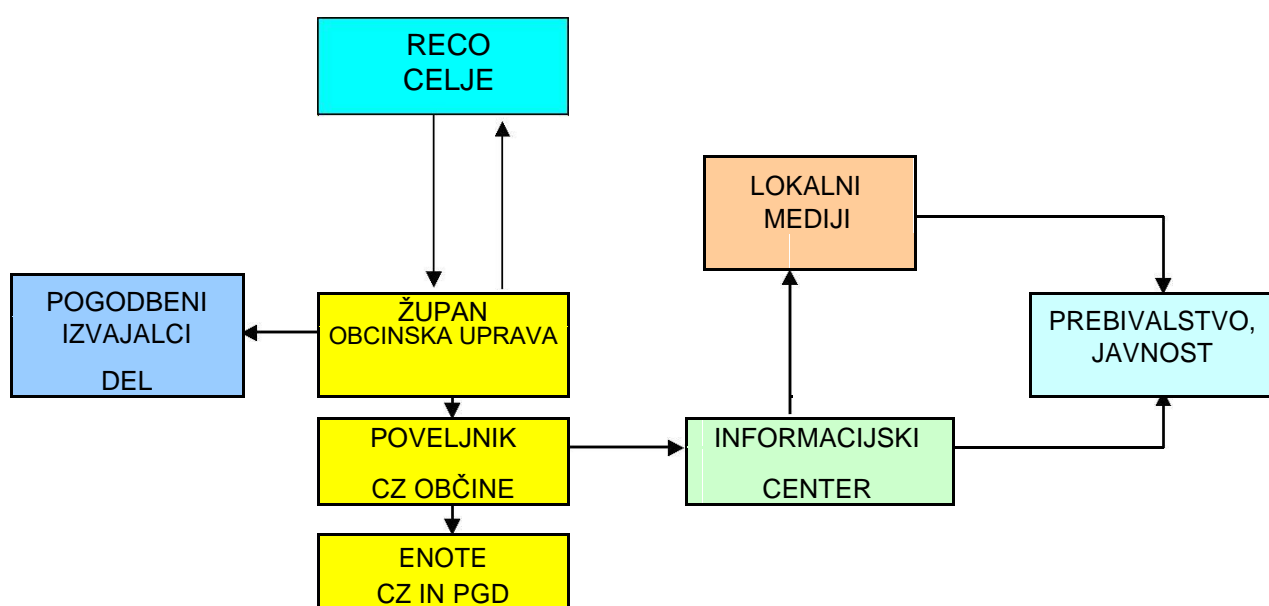 RECO
CELJE
LOKALNI
MEDIJI
POGODBENI
IZVAJALCI
DEL
ŽUPAN
OBCINSKA UPRAVA
PREBIVALSTVO,
JAVNOST
POVELJNIK
CZ OBČINE
INFORMACIJSKI
CENTER
ENOTE
CZ IN PGD